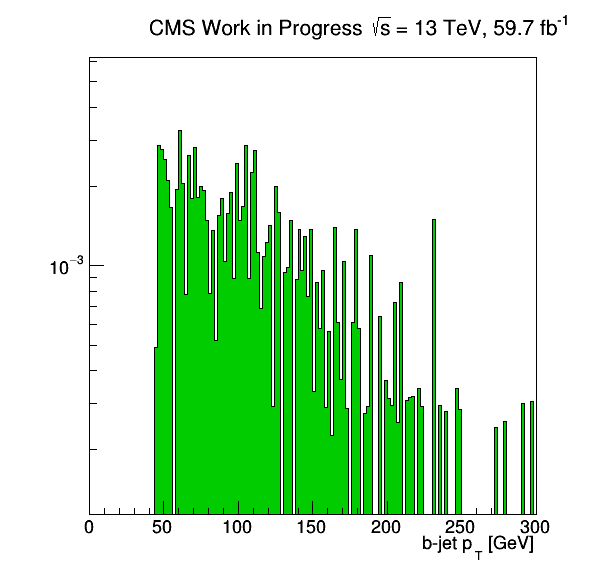 CMS Work in Progress √s = 13 TeV, 59.7 fb⁻¹
10⁻³
0 50 100 150 200 250 300
b-jet p_T [GeV]